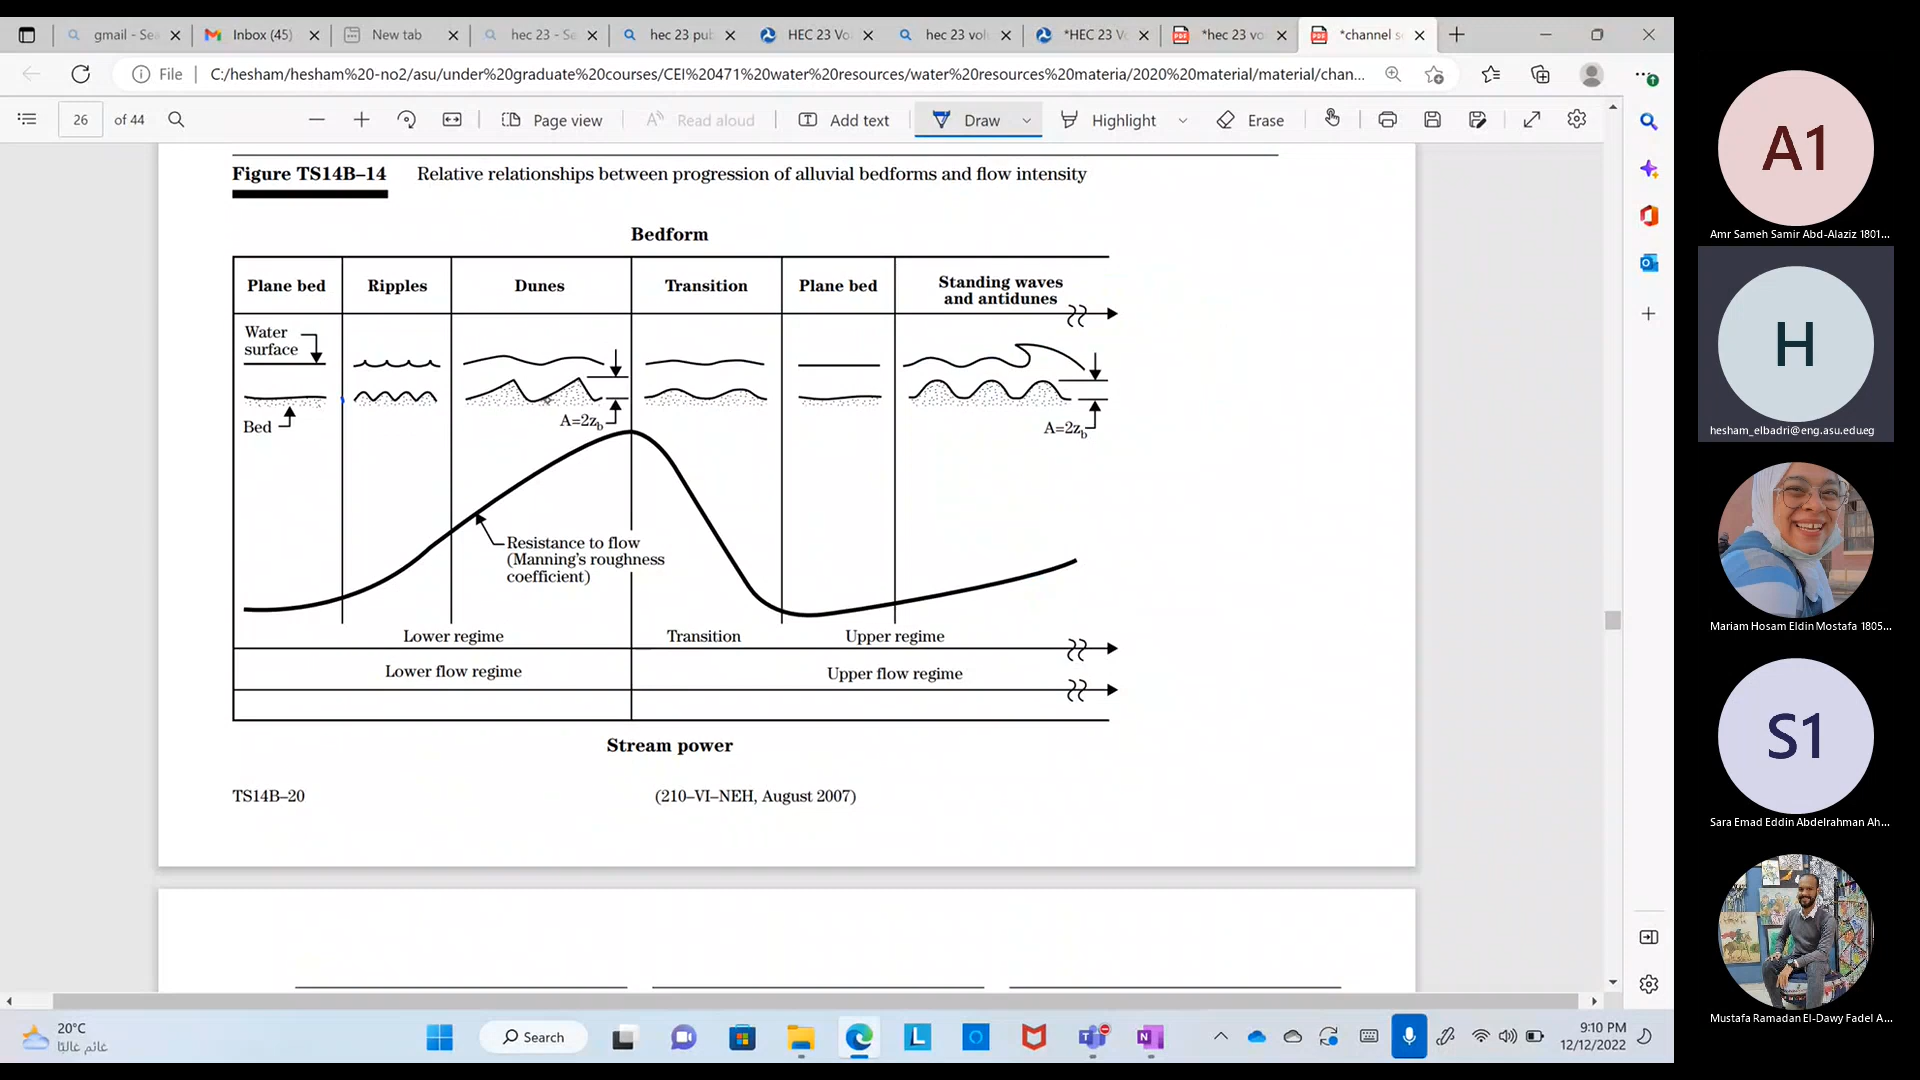 gmail - Sea
Inbox (45)
New tab
hec 23 - Se
hec 23 pub
HEC 23 Vo
hec 23 vol
*HEC 23 Vo
*hec 23 vo
*channel s
File
C:/hesham/hesham%20-no2/asu/under%20graduate%20courses/CEI%20471%20water%20resources/water%20resources%20materia/2020%20material/material/chan...
26 of 44
Page view
Read aloud
Add text
Draw
Highlight
Erase
Figure TS14B–14 Relative relationships between progression of alluvial bedforms and flow intensity
Bedform
Plane bed
Ripples
Dunes
Transition
Plane bed
Standing waves
and antidunes
Water
surface
Bed
A=2zb
A=2zb
Resistance to flow
(Manning's roughness
coefficient)
Lower regime
Transition
Upper regime
Lower flow regime
Upper flow regime
Stream power
TS14B–20
(210–VI–NEH, August 2007)
A1
Amr Sameh Samir Abd-Alaziz 1801...
H
hesham_elbadri@eng.asu.edu.eg
Mariam Hosam Eldin Mostafa 1805...
S1
Sara Emad Eddin Abdelrahman Ah...
Mustafa Ramadan El-Dawy Fadel A...
20°C
غائم غالبًا
Search
9:10 PM
12/12/2022